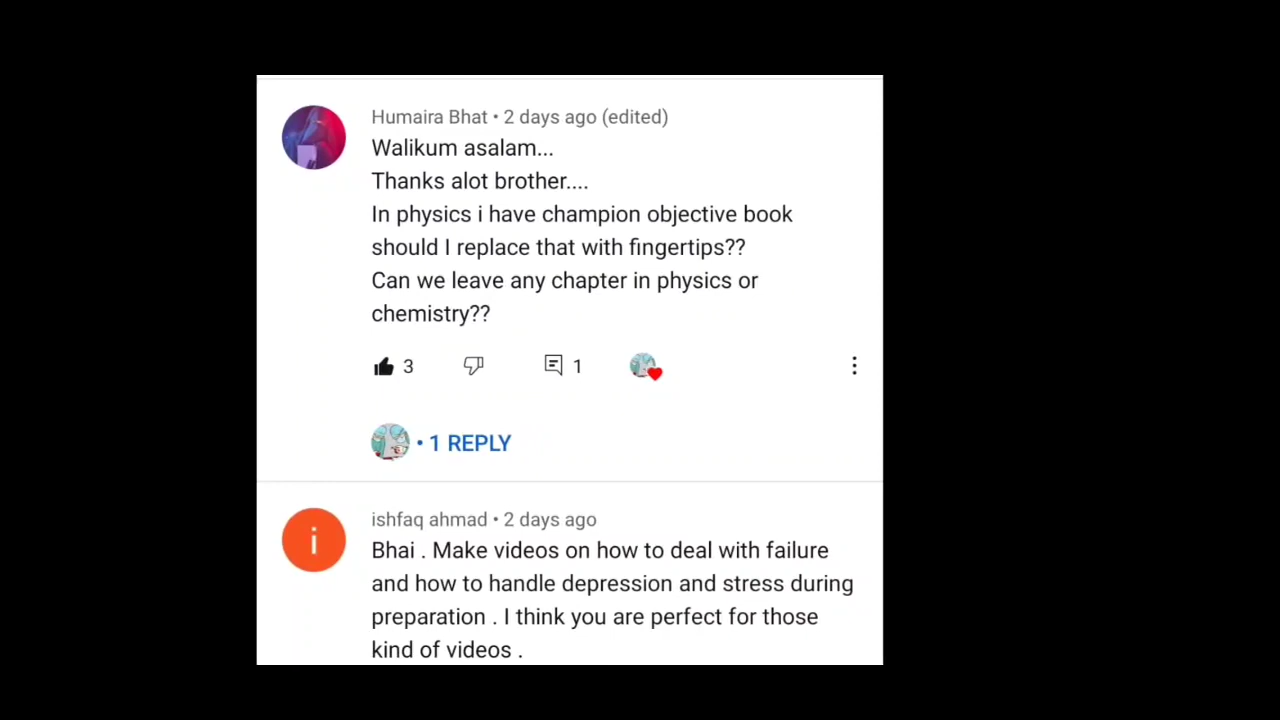 Humaira Bhat • 2 days ago (edited)
Walikum asalam...
Thanks alot brother....
In physics i have champion objective book
should I replace that with fingertips??
Can we leave any chapter in physics or
chemistry??
3 1
• 1 REPLY
i
ishfaq ahmad • 2 days ago
Bhai . Make videos on how to deal with failure
and how to handle depression and stress during
preparation . I think you are perfect for those
kind of videos .